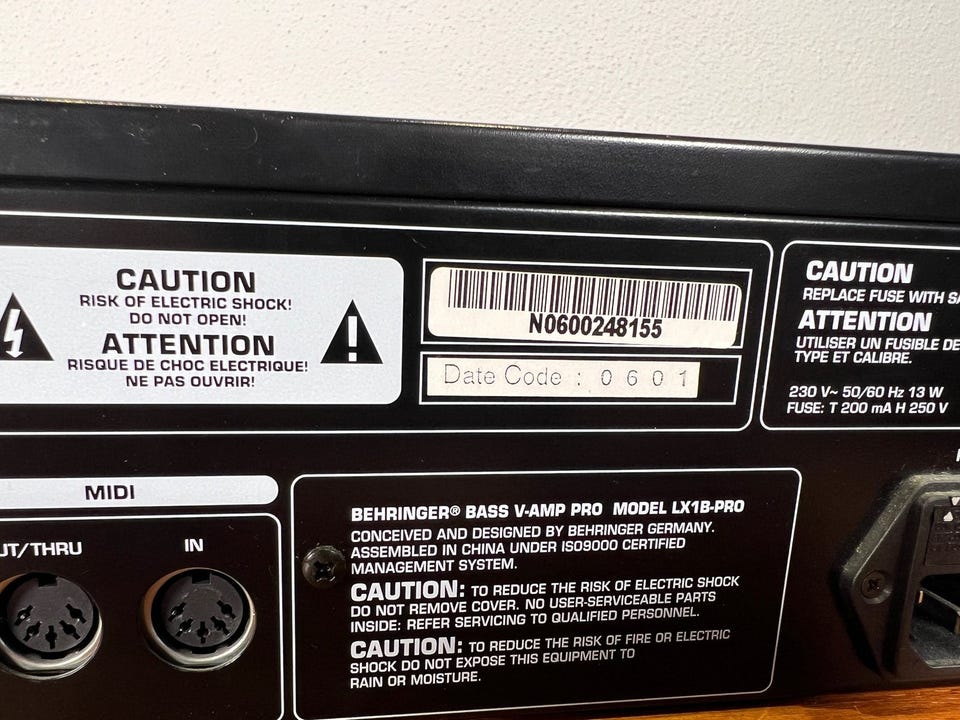 CAUTION
RISK OF ELECTRIC SHOCK!
DO NOT OPEN!
ATTENTION
RISQUE DE CHOC ELECTRIQUE!
NE PAS OUVRIR!
N0600248155
Date Code : 0601
CAUTION
REPLACE FUSE WITH SA
ATTENTION
UTILISER UN FUSIBLE DE
TYPE ET CALIBRE.
230 V~ 50/60 Hz 13 W
FUSE: T 200 mA H 250 V
MIDI
UT/THRU
IN
BEHRINGER® BASS V-AMP PRO MODEL LX1B-PRO
CONCEIVED AND DESIGNED BY BEHRINGER GERMANY.
ASSEMBLED IN CHINA UNDER ISO9000 CERTIFIED
MANAGEMENT SYSTEM.
CAUTION: TO REDUCE THE RISK OF ELECTRIC SHOCK
DO NOT REMOVE COVER. NO USER-SERVICEABLE PARTS
INSIDE: REFER SERVICING TO QUALIFIED PERSONNEL.
CAUTION: TO REDUCE THE RISK OF FIRE OR ELECTRIC
SHOCK DO NOT EXPOSE THIS EQUIPMENT TO
RAIN OR MOISTURE.